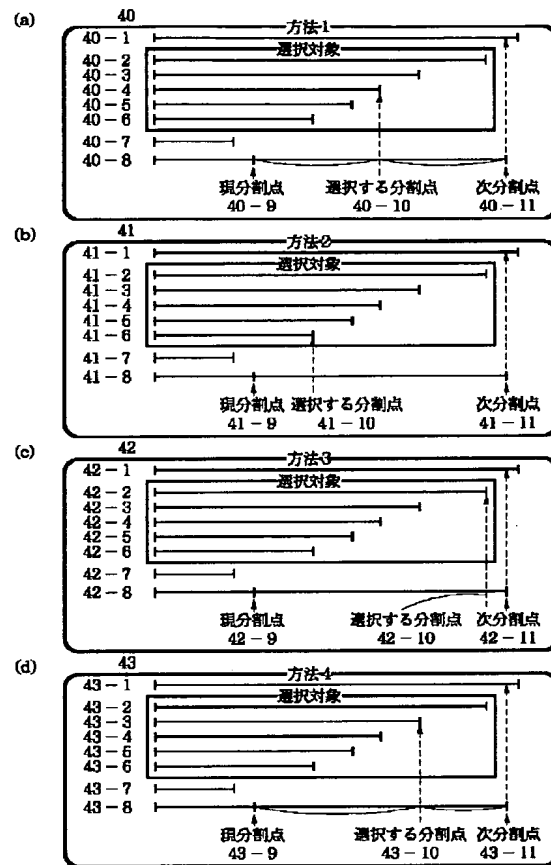 (a)
40
方法1
40-1
選択対象
40-2
40-3
40-4
40-5
40-6
40-7
40-8
現分割点 選択する分割点 次分割点
40-9 40-10 40-11
(b)
41
方法2
41-1
選択対象
41-2
41-3
41-4
41-5
41-6
41-7
41-8
現分割点 選択する分割点 次分割点
41-9 41-10 41-11
(c)
42
方法3
42-1
選択対象
42-2
42-3
42-4
42-5
42-6
42-7
42-8
現分割点 選択する分割点 次分割点
42-9 42-10 42-11
(d)
43
方法4
43-1
選択対象
43-2
43-3
43-4
43-5
43-6
43-7
43-8
現分割点 選択する分割点 次分割点
43-9 43-10 43-11